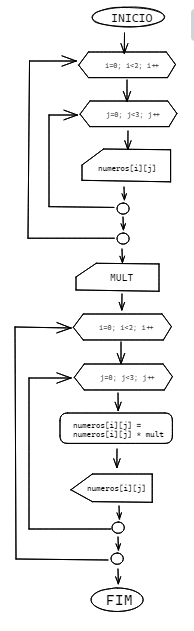 INICIO
i=0; i<2; i++
j=0; j<3; j++
numeros[i][j]
MULT
i=0; i<2; i++
j=0; j<3; j++
numeros[i][j] =
numeros[i][j] * mult
numeros[i][j]
FIM